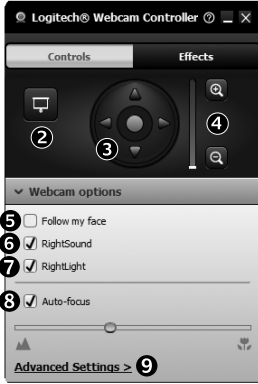 Logitech® Webcam Controller
Controls Effects
2
3
4
Webcam options
5 Follow my face
6 RightSound
7 RightLight
8 Auto-focus
Advanced Settings > 9